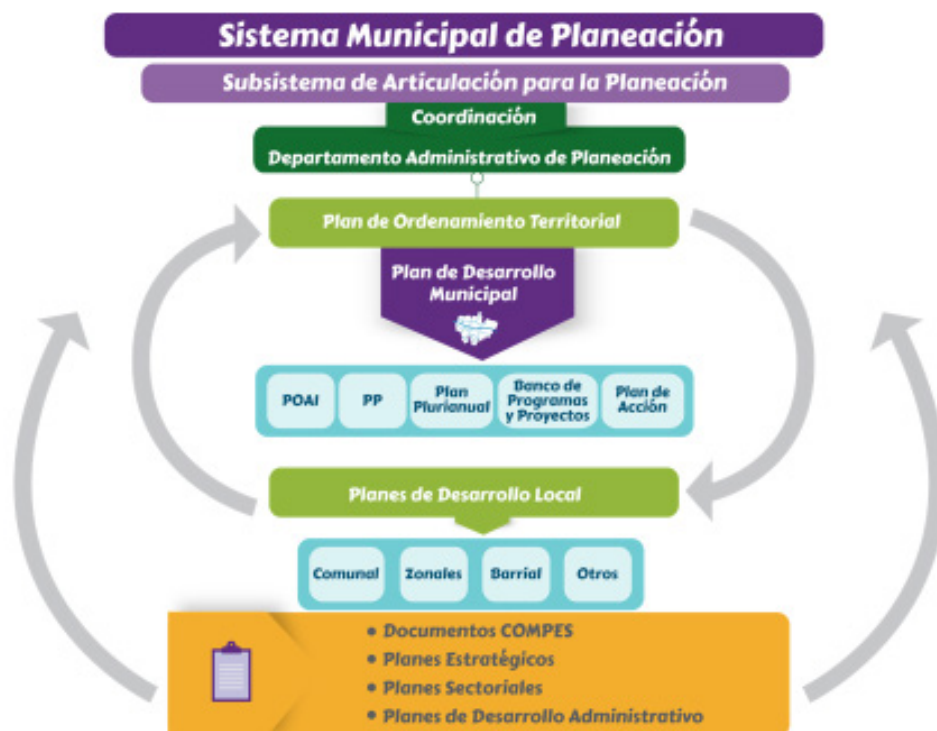 Sistema Municipal de Planeación
Subsistema de Articulación para la Planeación
Coordinación
Departamento Administrativo de Planeación
Plan de Ordenamiento Territorial
Plan de Desarrollo
Municipal
POAI
PP
Plan
Plurianual
Banco de
Programas
y Proyectos
Plan de
Acción
Planes de Desarrollo Local
Comunal
Zonales
Barrial
Otros
• Documentos COMPES
• Planes Estratégicos
• Planes Sectoriales
• Planes de Desarrollo Administrativo